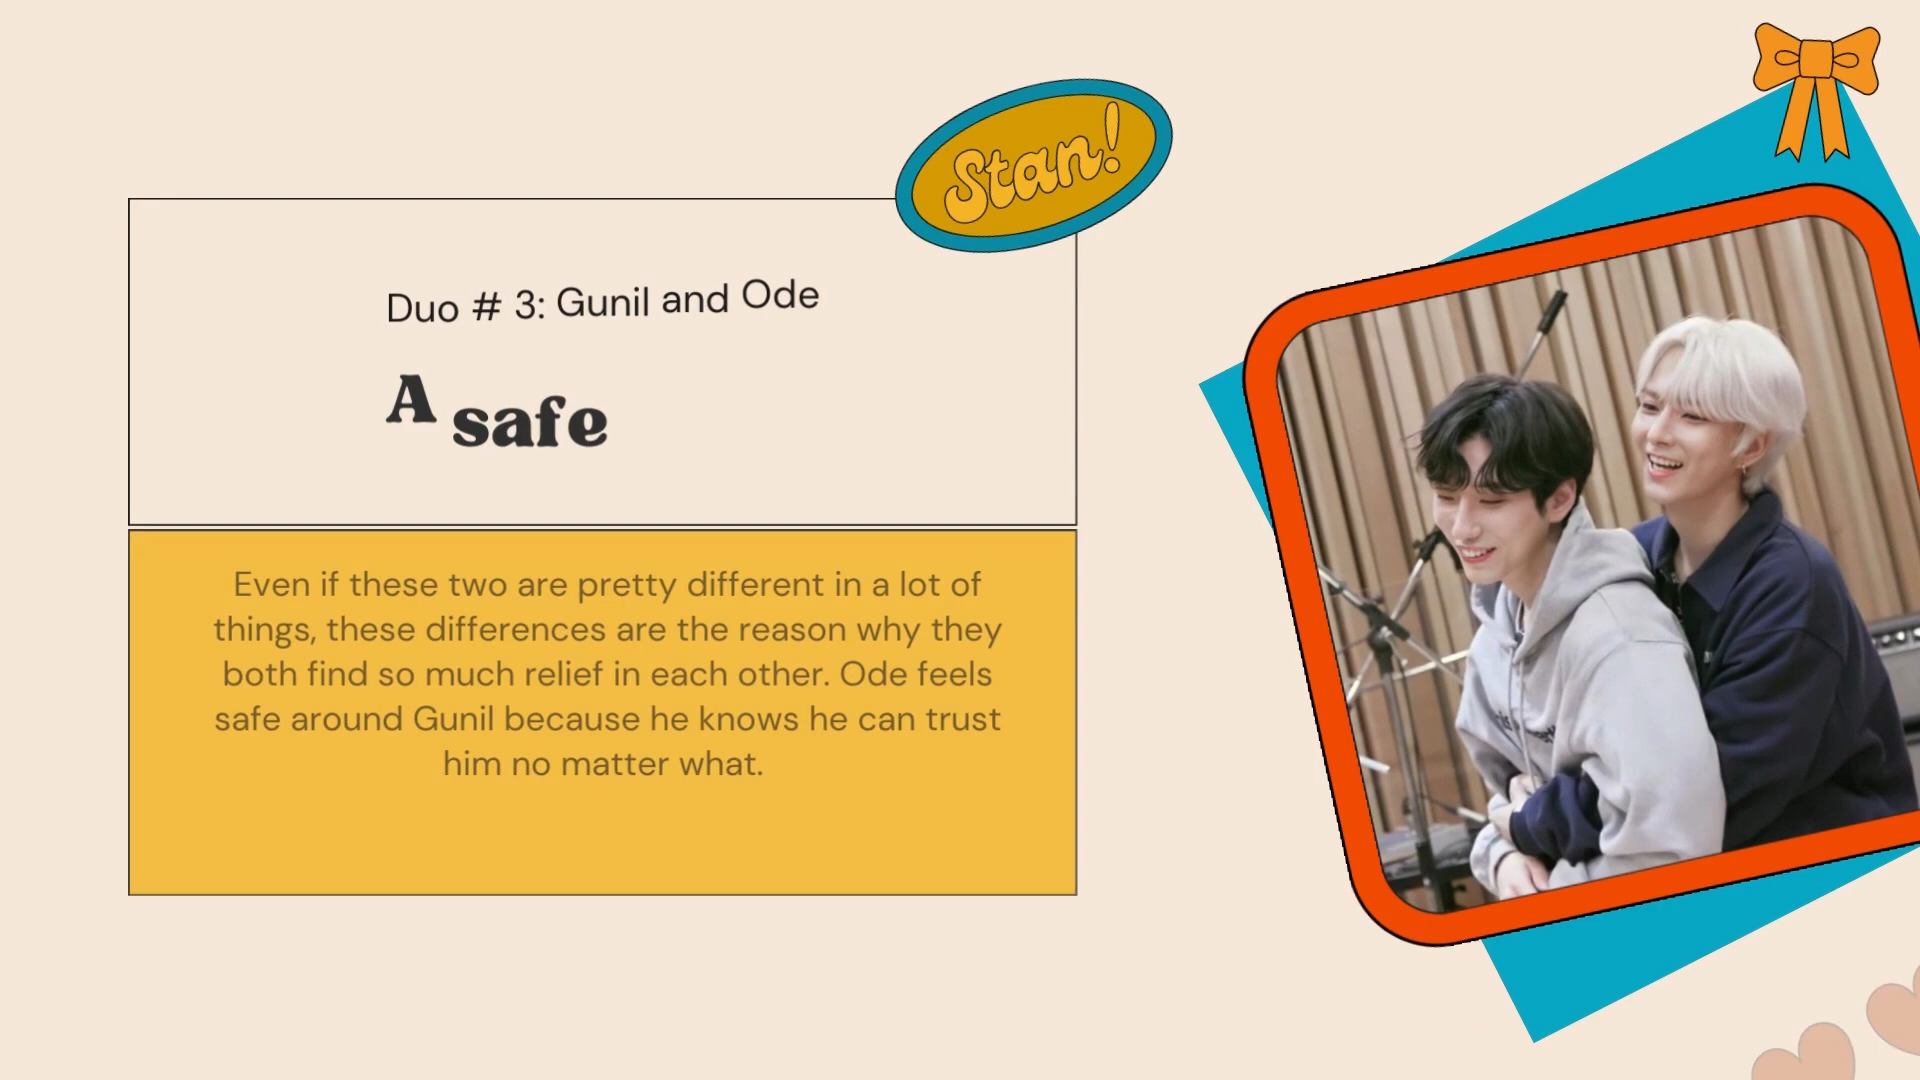 Stan!
Duo # 3: Gunil and Ode
A safe
Even if these two are pretty different in a lot of
things, these differences are the reason why they
both find so much relief in each other. Ode feels
safe around Gunil because he knows he can trust
him no matter what.